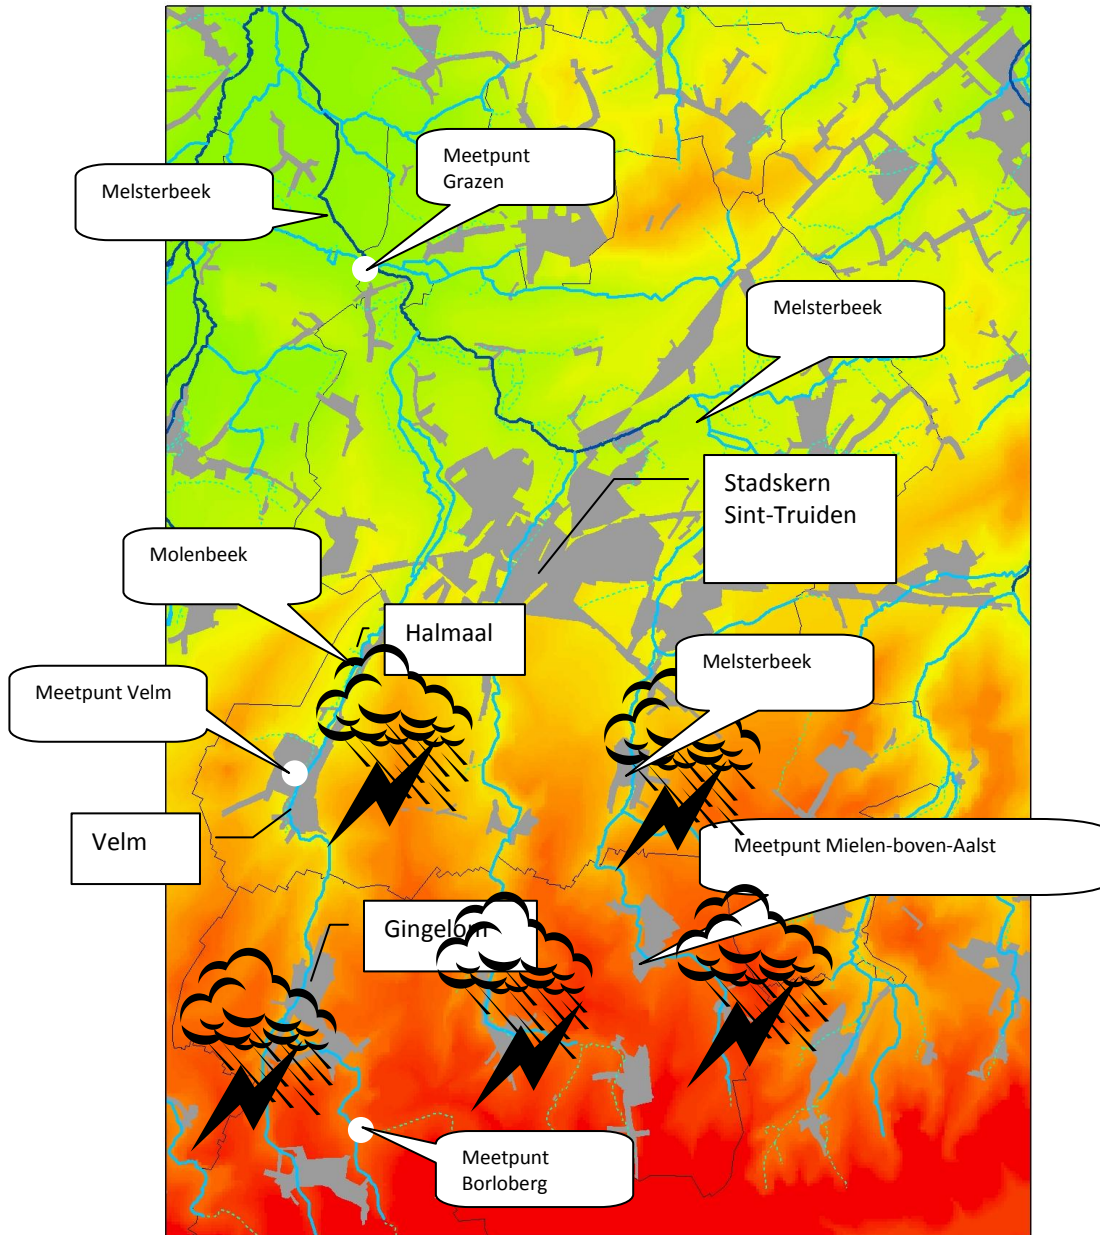 Meetpunt
Grazen
Melsterbeek
Melsterbeek
Stadskern
Sint-Truiden
Molenbeek
Halmaal
Melsterbeek
Meetpunt Velm
Velm
Meetpunt Mielen-boven-Aalst
Gingelom
Meetpunt
Borloberg